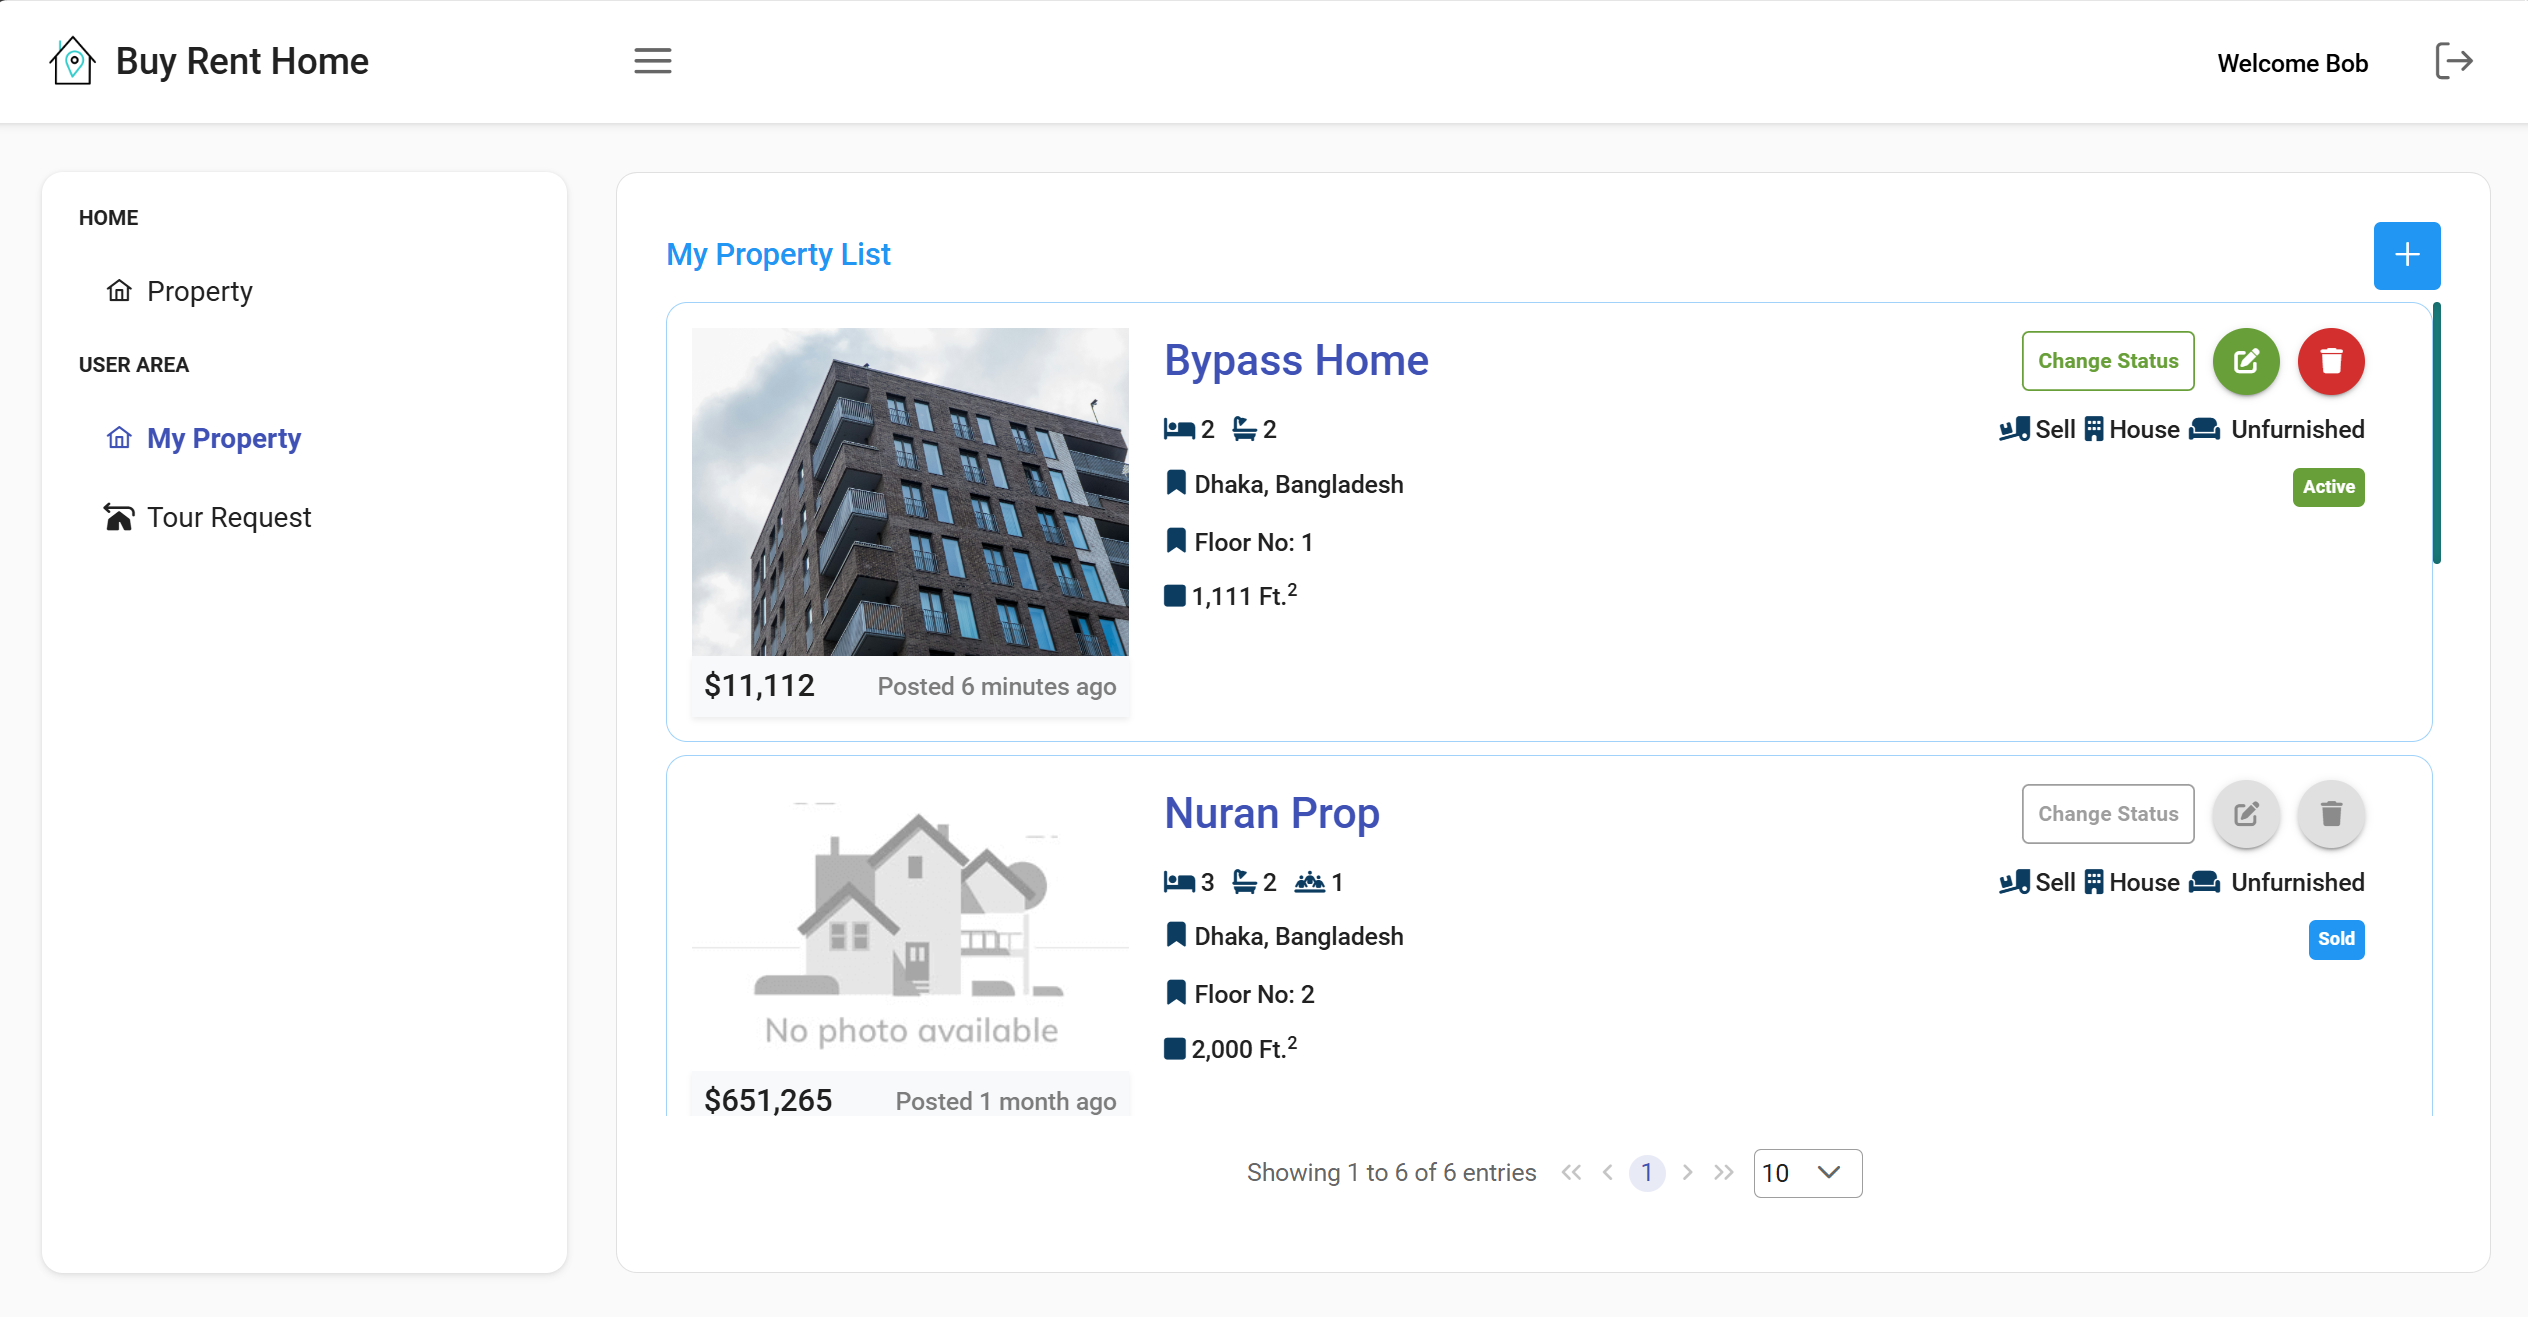 Buy Rent Home
Welcome Bob
HOME
Property
USER AREA
My Property
Tour Request
My Property List
Bypass Home
Change Status
2 2
Sell House Unfurnished
Dhaka, Bangladesh
Active
Floor No: 1
1,111 Ft.²
$11,112 Posted 6 minutes ago
Nuran Prop
Change Status
3 2 1
Sell House Unfurnished
Dhaka, Bangladesh
Sold
Floor No: 2
2,000 Ft.²
No photo available
$651,265 Posted 1 month ago
Showing 1 to 6 of 6 entries << < 1 > >> 10